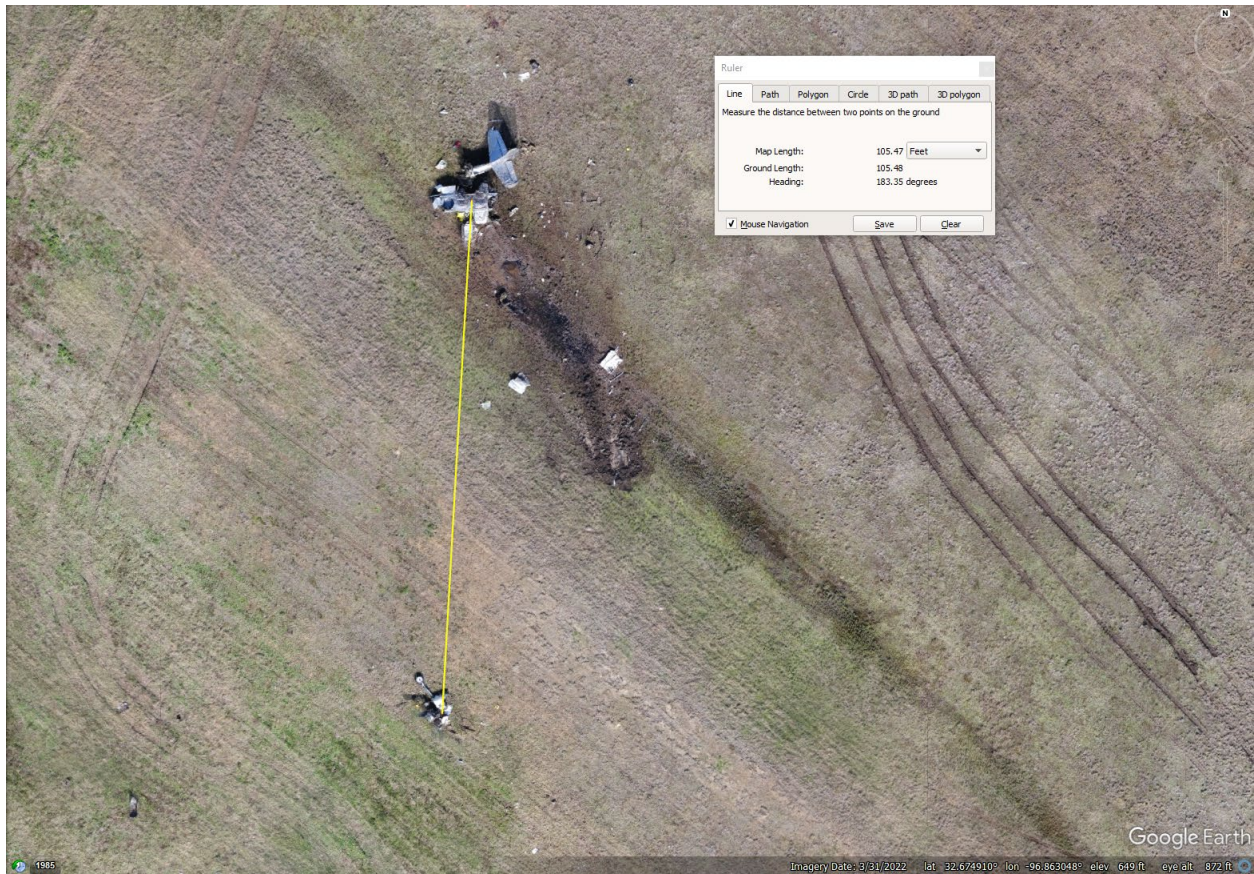 N
Ruler
Line Path Polygon Circle 3D path 3D polygon
Measure the distance between two points on the ground
Map Length: 105.47 Feet
Ground Length: 105.48
Heading: 183.35 degrees
Mouse Navigation Save Clear
Google Earth
1985 Imagery Date: 3/31/2022 lat 32.674910° lon -96.863048° elev 649 ft eye alt 872 ft